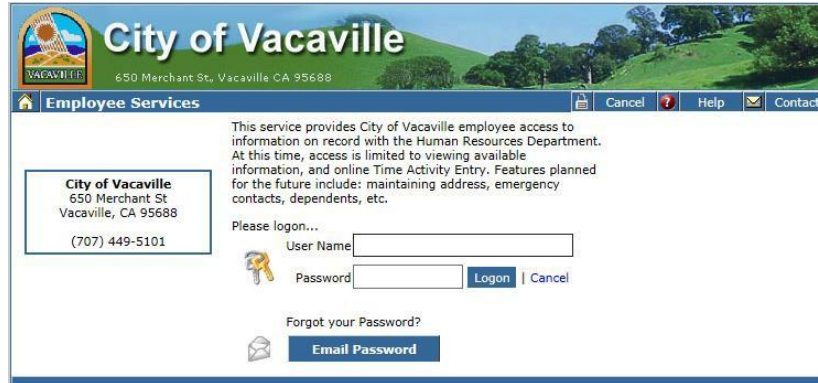 City of Vacaville
650 Merchant St, Vacaville CA 95688
VACAVILLE
Employee Services
Cancel
Help
Contact
This service provides City of Vacaville employee access to
information on record with the Human Resources Department.
At this time, access is limited to viewing available
information, and online Time Activity Entry. Features planned
for the future include: maintaining address, emergency
contacts, dependents, etc.
City of Vacaville
650 Merchant St
Vacaville, CA 95688
(707) 449-5101
Please logon...
User Name
Password
Logon | Cancel
Forgot your Password?
Email Password